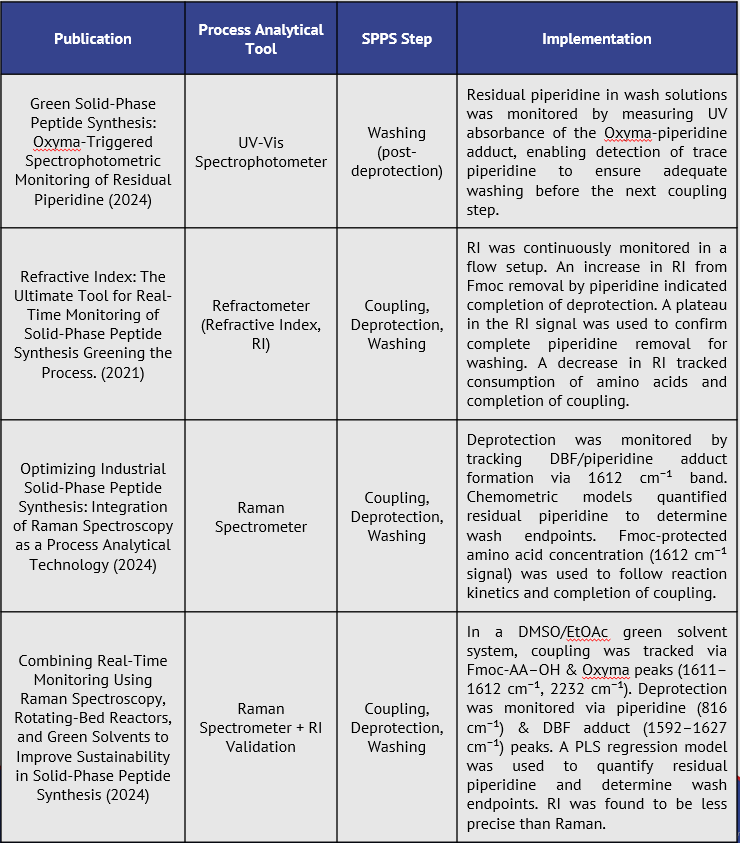 Publication
Process Analytical
Tool
SPPS Step
Implementation
Green Solid-Phase
Peptide Synthesis:
Oxyma-Triggered
Spectrophotometric
Monitoring of Residual
Piperidine (2024)
UV-Vis
Spectrophotometer
Washing
(post-
deprotection)
Residual piperidine in wash solutions
was monitored by measuring UV
absorbance of the Oxyma-piperidine
adduct, enabling detection of trace
piperidine to ensure adequate
washing before the next coupling
step.
Refractive Index: The
Ultimate Tool for Real-
Time Monitoring of
Solid-Phase Peptide
Synthesis Greening the
Process. (2021)
Refractometer
(Refractive Index,
RI)
Coupling,
Deprotection,
Washing
RI was continuously monitored in a
flow setup. An increase in RI from
Fmoc removal by piperidine indicated
completion of deprotection. A plateau
in the RI signal was used to confirm
complete piperidine removal for
washing. A decrease in RI tracked
consumption of amino acids and
completion of coupling.
Optimizing Industrial
Solid-Phase Peptide
Synthesis: Integration
of Raman Spectroscopy
as a Process Analytical
Technology (2024)
Raman
Spectrometer
Coupling,
Deprotection,
Washing
Deprotection was monitored by
tracking DBF/piperidine adduct
formation via 1612 cm⁻¹ band.
Chemometric models quantified
residual piperidine to determine
wash endpoints. Fmoc-protected
amino acid concentration (1612 cm⁻¹
signal) was used to follow reaction
kinetics and completion of coupling.
Combining Real-Time
Monitoring Using
Raman Spectroscopy,
Rotating-Bed Reactors,
and Green Solvents to
Improve Sustainability
in Solid-Phase Peptide
Synthesis (2024)
Raman
Spectrometer + RI
Validation
Coupling,
Deprotection,
Washing
In a DMSO/EtOAc green solvent
system, coupling was tracked via
Fmoc-AA–OH & Oxyma peaks (1611–
1612 cm⁻¹, 2232 cm⁻¹). Deprotection
was monitored via piperidine (816
cm⁻¹) & DBF adduct (1592–1627
cm⁻¹) peaks. A PLS regression model
was used to quantify residual
piperidine and determine wash
endpoints. RI was found to be less
precise than Raman.